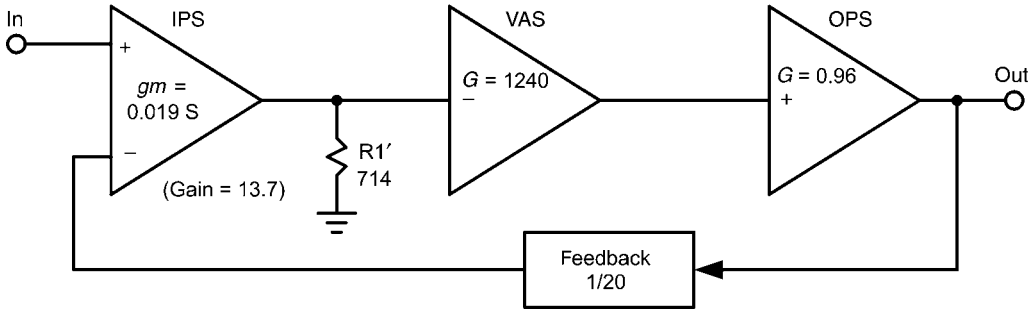 In
IPS
VAS
OPS
Out
+
gm =
0.019 S
−
(Gain = 13.7)
R1′
714
G = 1240
−
G = 0.96
+
Feedback
1/20